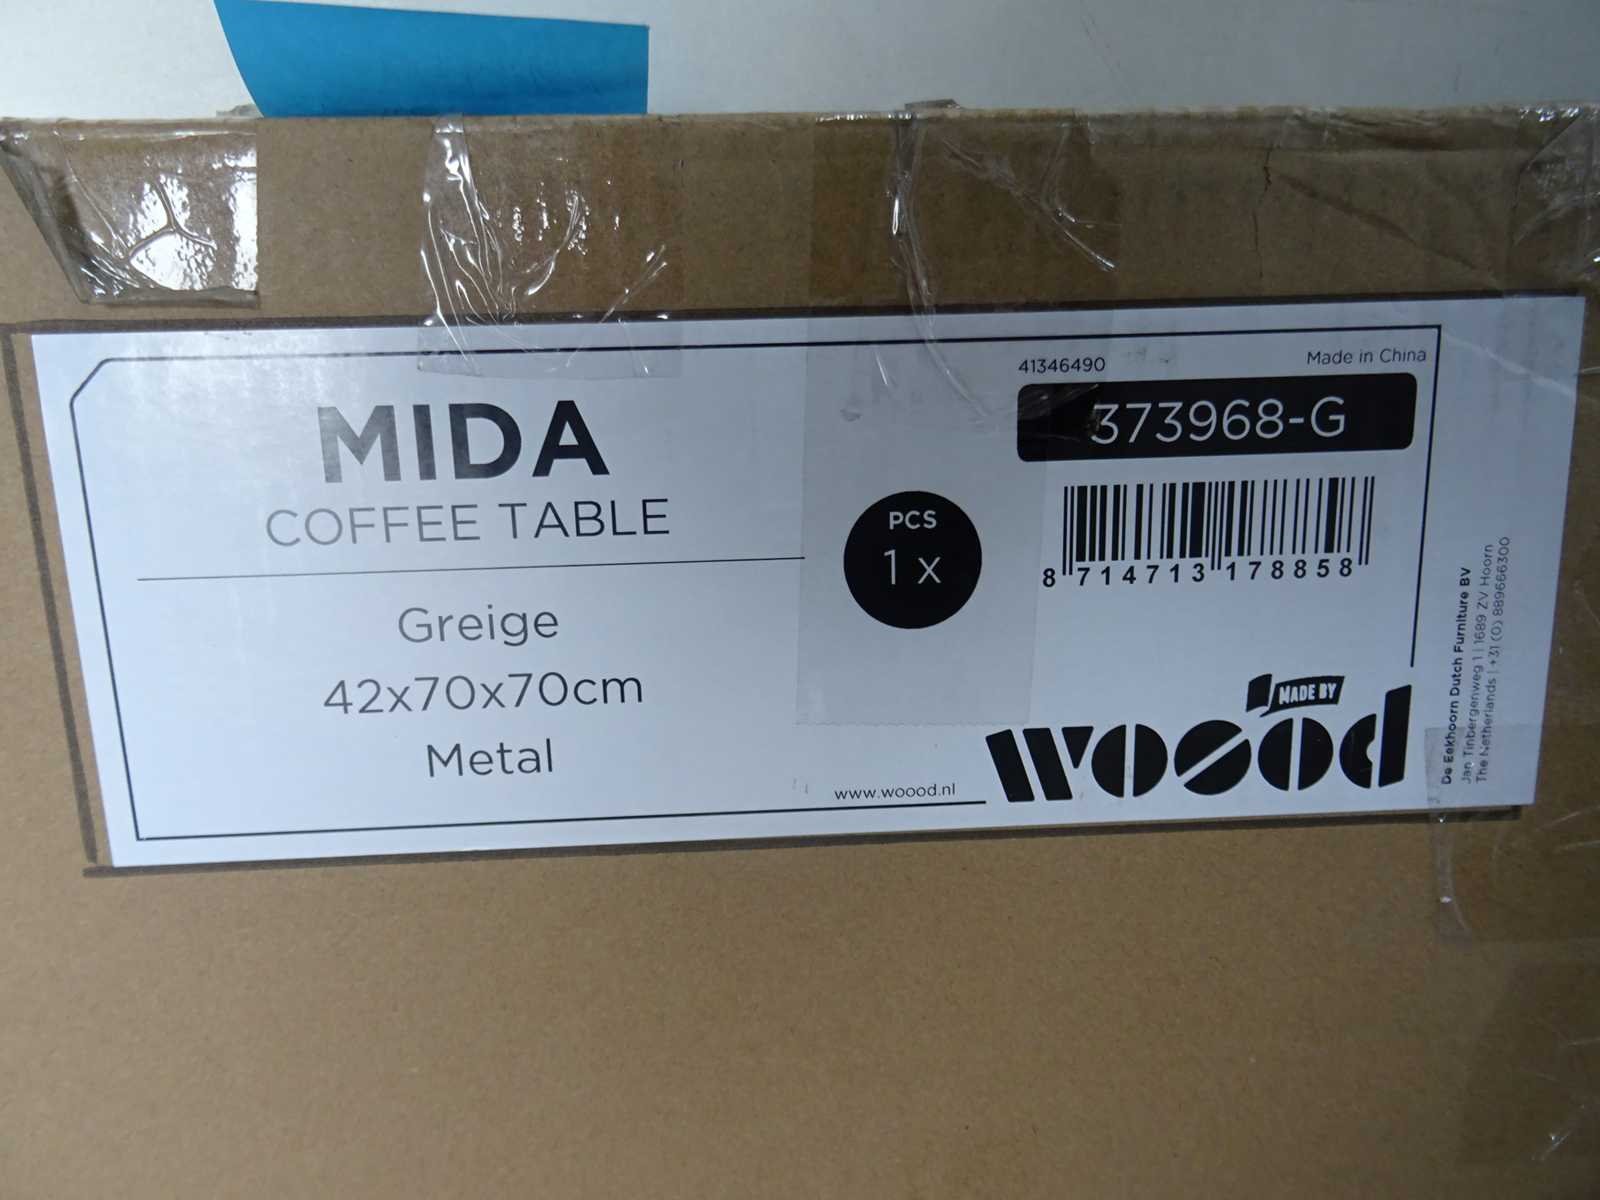 MIDA
COFFEE TABLE
Greige
42x70x70cm
Metal
PCS
1 x
41346490
Made in China
373968-G
8 714713 178858
www.woood.nl
MADE BY
woood
De Eekhoorn Dutch Furniture BV
Jan Tinbergenweg 1 | 1689 ZV Hoorn
The Netherlands | +31 (0) 889666300